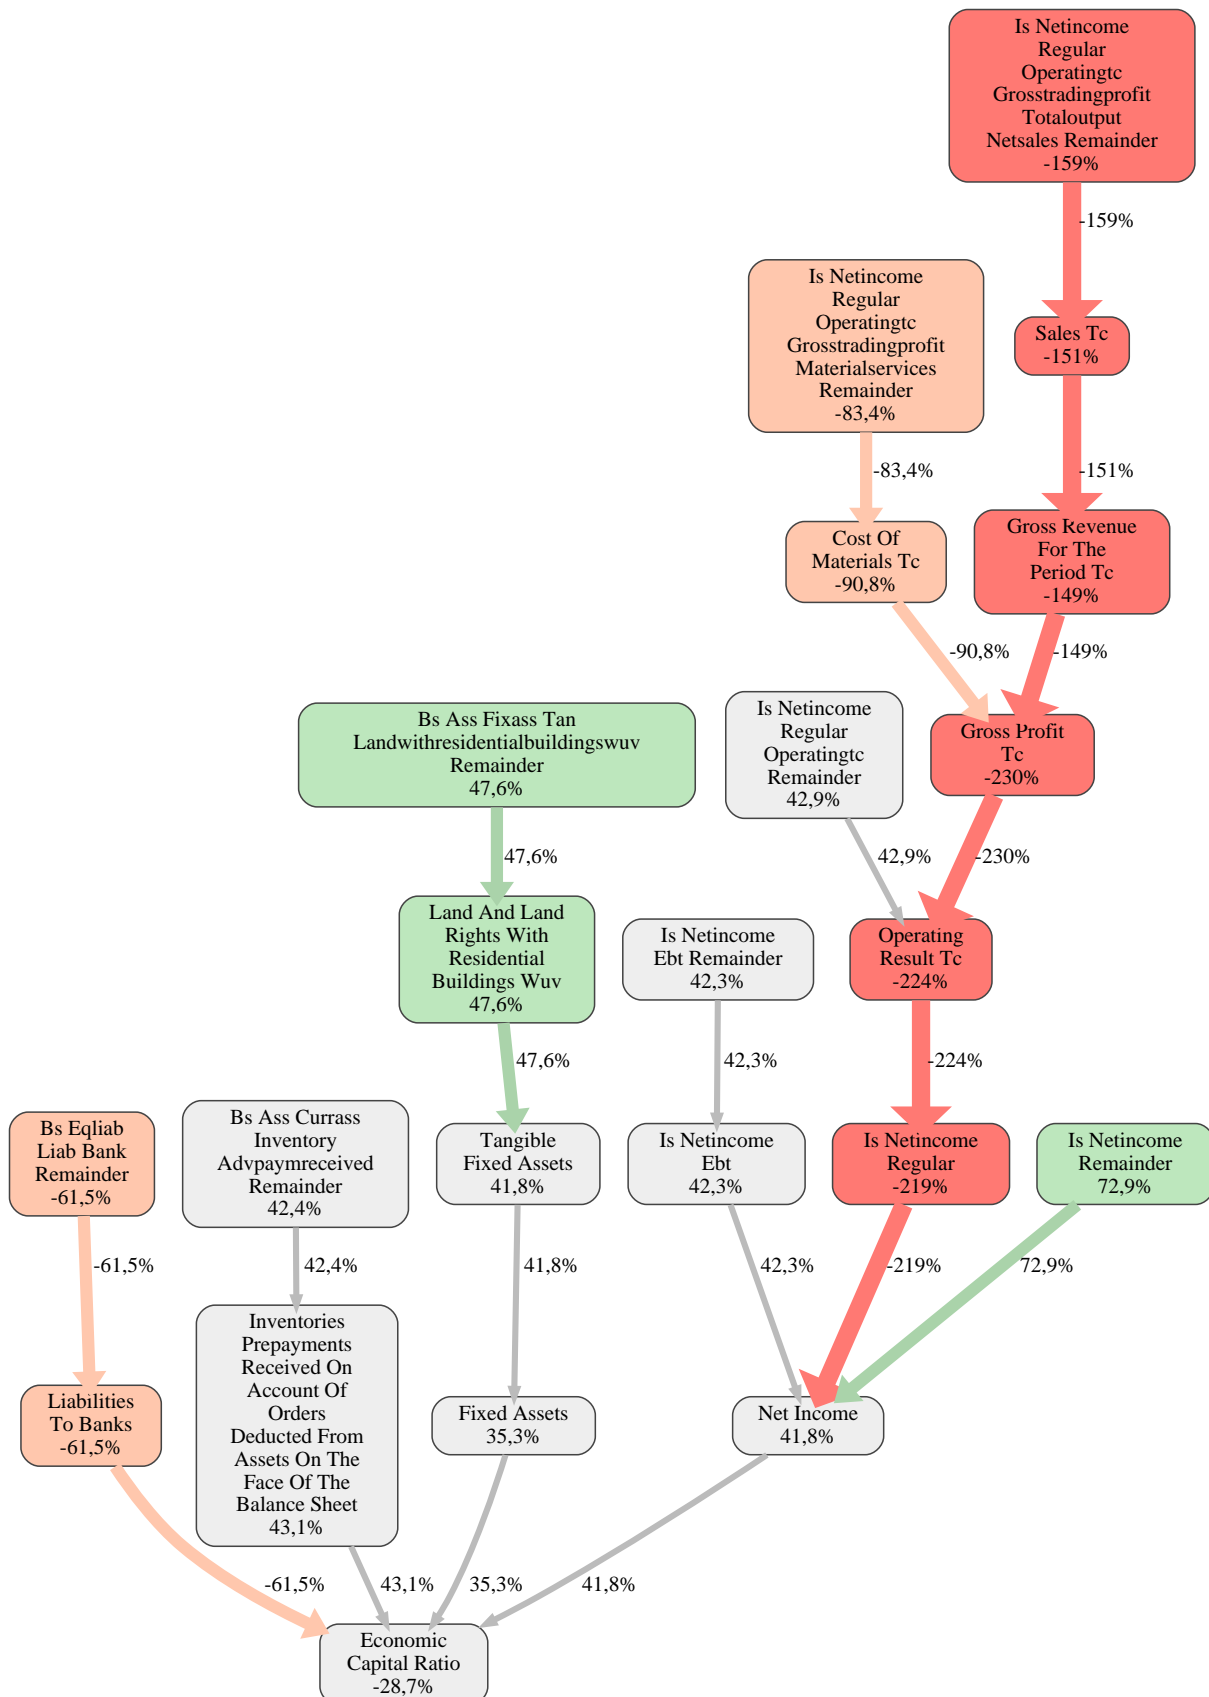 Is Netincome
Regular
Operatingtc
Grosstradingprofit
Totaloutput
Netsales Remainder
-159%
-159%
Is Netincome
Regular
Operatingtc
Grosstradingprofit
Materialservices
Remainder
-83,4%
Sales Tc
-151%
-83,4%
-151%
Cost Of
Materials Tc
-90,8%
Gross Revenue
For The
Period Tc
-149%
-90,8%
-149%
Bs Ass Fixass Tan
Landwithresidentialbuildingswuv
Remainder
47,6%
Is Netincome
Regular
Operatingtc
Remainder
42,9%
Gross Profit
Tc
-230%
47,6%
42,9%
-230%
Land And Land
Rights With
Residential
Buildings Wuv
47,6%
Is Netincome
Ebt Remainder
42,3%
Operating
Result Tc
-224%
47,6%
42,3%
-224%
Bs Eqliab
Liab Bank
Remainder
-61,5%
Bs Ass Currass
Inventory
Advpaymreceived
Remainder
42,4%
Tangible
Fixed Assets
41,8%
Is Netincome
Ebt
42,3%
Is Netincome
Regular
-219%
Is Netincome
Remainder
72,9%
-61,5%
42,4%
41,8%
42,3%
-219%
72,9%
Liabilities
To Banks
-61,5%
Inventories
Prepayments
Received On
Account Of
Orders
Deducted From
Assets On The
Face Of The
Balance Sheet
43,1%
Fixed Assets
35,3%
Net Income
41,8%
-61,5%
43,1%
35,3%
41,8%
Economic
Capital Ratio
-28,7%